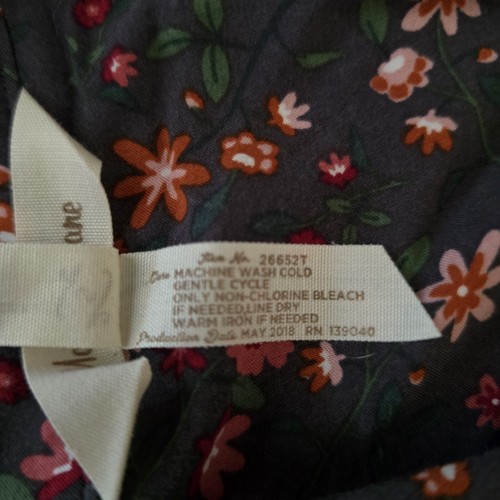 Item No. 26652T
Care MACHINE WASH COLD
GENTLE CYCLE
ONLY NON-CHLORINE BLEACH
IF NEEDED,LINE DRY
WARM IRON IF NEEDED
Production Date MAY 2018 RN 139040